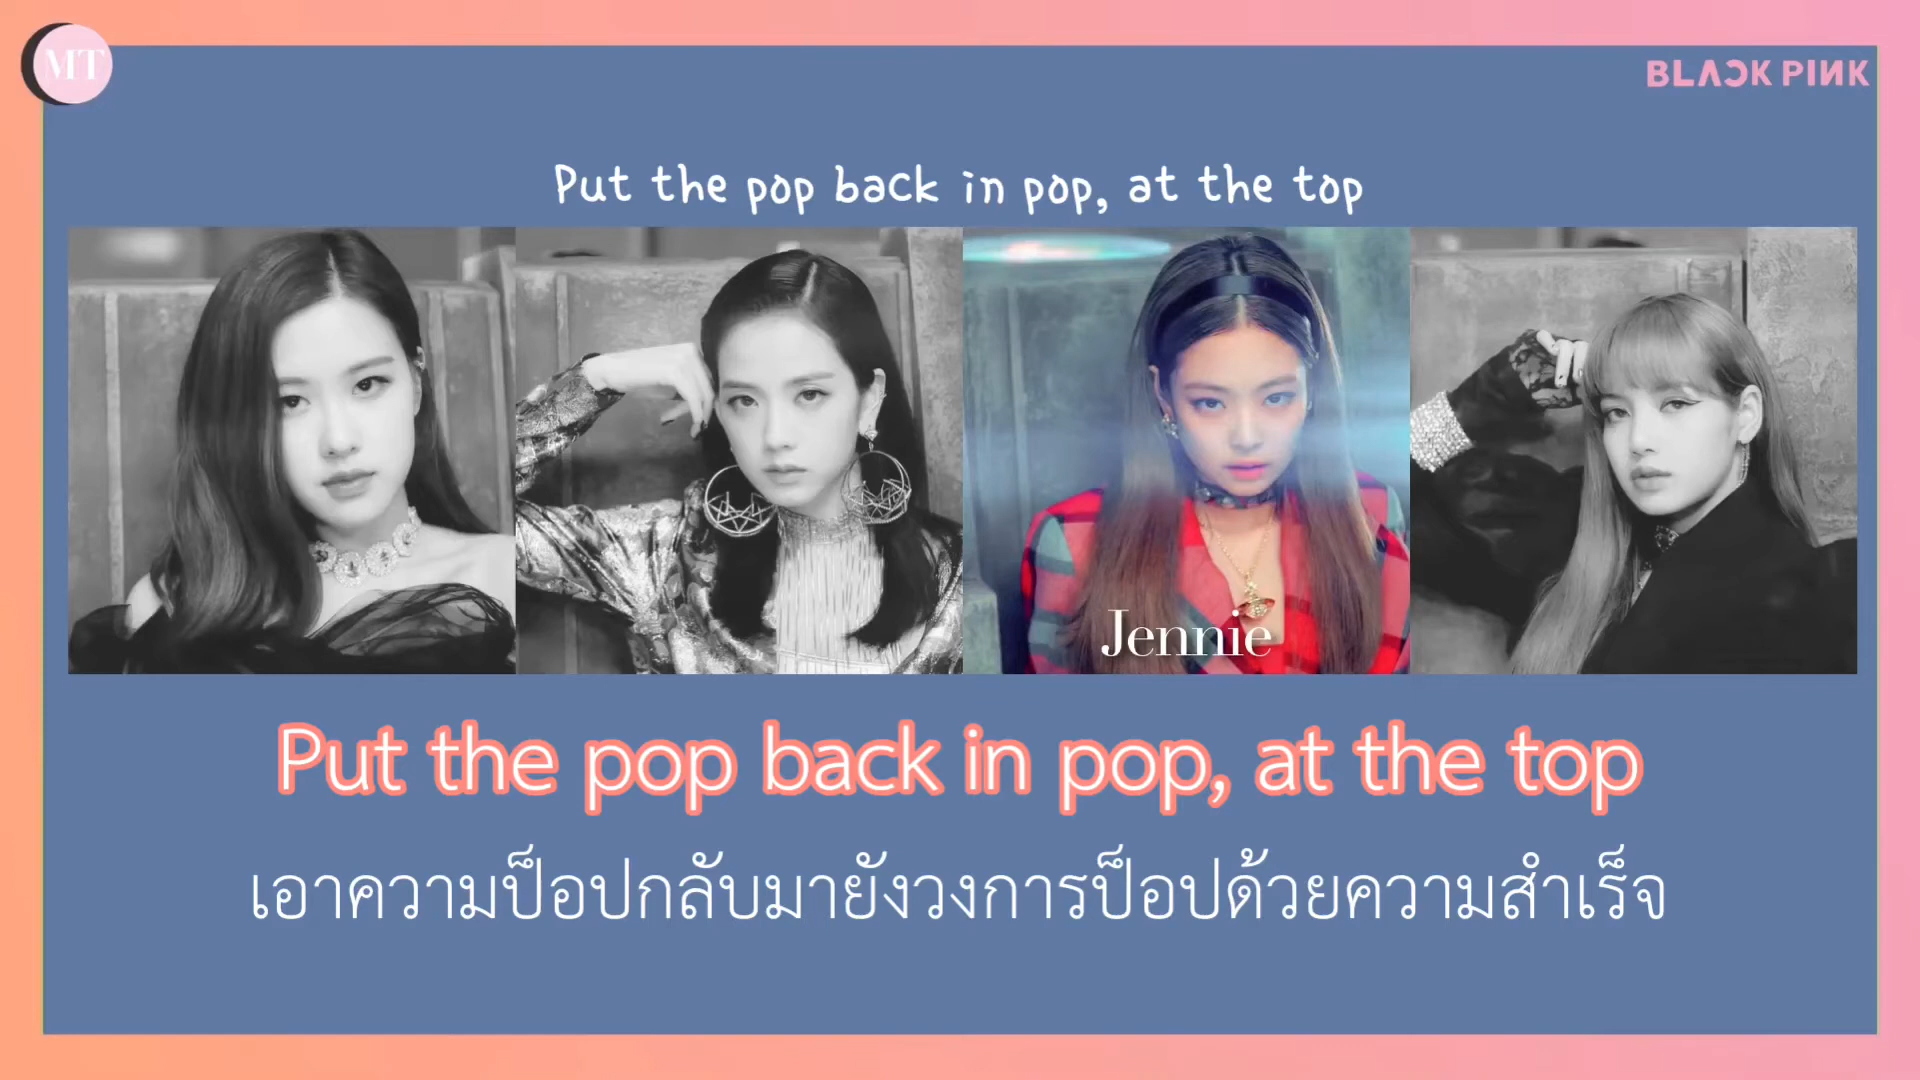 MT
BLACKPINK
Put the pop back in pop, at the top
Jennie
Put the pop back in pop, at the top
เอาความป็อปกลับมายังวงการป็อปด้วยความสำเร็จ